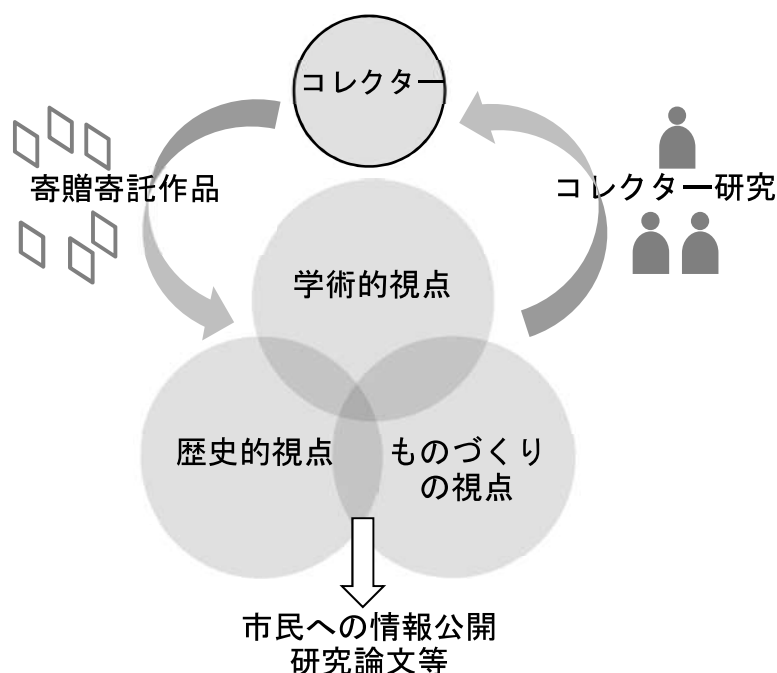 コレクター
寄贈寄託作品
コレクター研究
学術的視点
歴史的視点
ものづくり
の視点
市民への情報公開
研究論文等